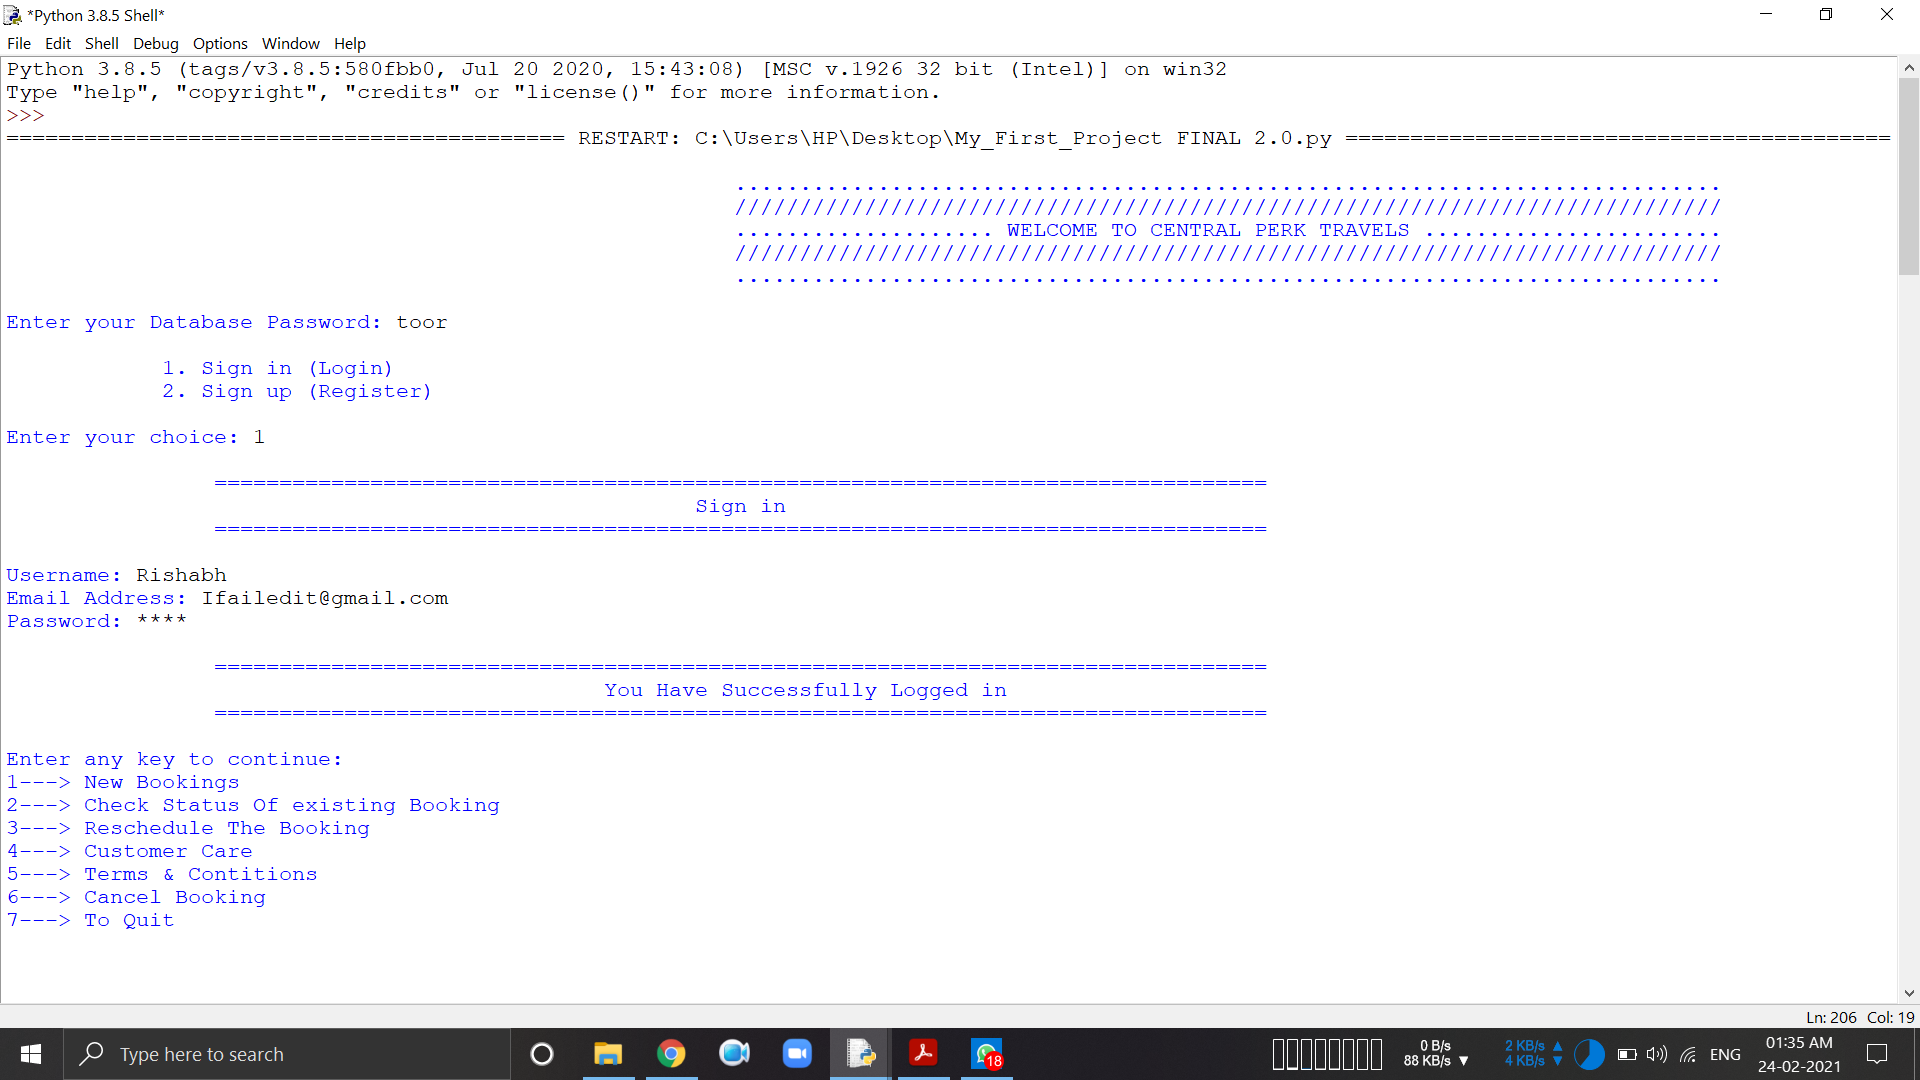 *Python 3.8.5 Shell*
File Edit Shell Debug Options Window Help
Python 3.8.5 (tags/v3.8.5:580fbb0, Jul 20 2020, 15:43:08) [MSC v.1926 32 bit (Intel)] on win32
Type "help", "copyright", "credits" or "license()" for more information.
>>>
=========================================== RESTART: C:\Users\HP\Desktop\My_First_Project FINAL 2.0.py ==========================================
............................................................................
////////////////////////////////////////////////////////////////////////////
.................... WELCOME TO CENTRAL PERK TRAVELS .......................
////////////////////////////////////////////////////////////////////////////
............................................................................
Enter your Database Password: toor
1. Sign in (Login)
2. Sign up (Register)
Enter your choice: 1
=================================================================================
Sign in
=================================================================================
Username: Rishabh
Email Address: Ifailedit@gmail.com
Password: ****
=================================================================================
You Have Successfully Logged in
=================================================================================
Enter any key to continue:
1---> New Bookings
2---> Check Status Of existing Booking
3---> Reschedule The Booking
4---> Customer Care
5---> Terms & Contitions
6---> Cancel Booking
7---> To Quit
Ln: 206 Col: 19
Type here to search
18
0 B/s
88 KB/s ▼
2 KB/s ▲
4 KB/s ▼
ENG
01:35 AM
24-02-2021